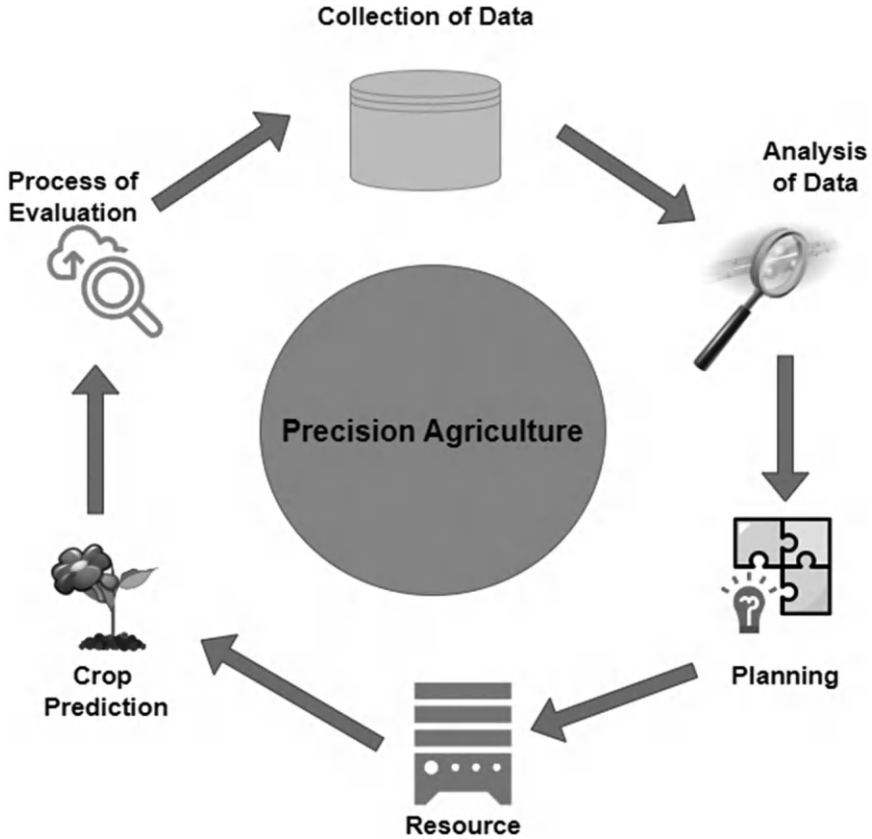 Collection of Data
Analysis
of Data
Process of
Evaluation
Precision Agriculture
Crop
Prediction
Planning
Resource